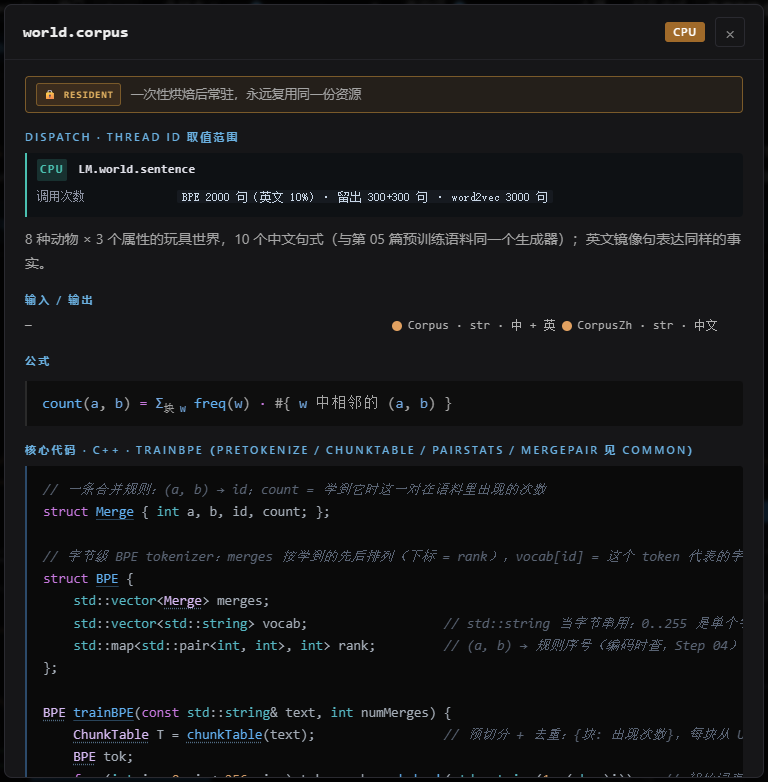 world.corpus
CPU
×
RESIDENT 一次性烘焙后常驻，永远复用同一份资源
DISPATCH · THREAD ID 取值范围
CPU LM.world.sentence
调用次数 BPE 2000 句（英文 10%） · 留出 300+300 句 · word2vec 3000 句
8 种动物 × 3 个属性的玩具世界，10 个中文句式（与第 05 篇预训练语料同一个生成器）；英文镜像句表达同样的事
实。
输入 / 输出
— Corpus · str · 中 + 英 CorpusZh · str · 中文
公式
count(a, b) = Σ块 w freq(w) · #{ w 中相邻的 (a, b) }
核心代码 · C++ · TRAINBPE (PRETOKENIZE / CHUNKTABLE / PAIRSTATS / MERGEPAIR 见 COMMON)
// 一条合并规则：(a, b) → id；count = 学到它时这一对在语料里出现的次数
struct Merge { int a, b, id, count; };
// 字节级 BPE tokenizer：merges 按学到的先后排列（下标 = rank），vocab[id] = 这个 token 代表的字
struct BPE {
std::vector<Merge> merges;
std::vector<std::string> vocab; // std::string 当字节串用：0..255 是单个
std::map<std::pair<int, int>, int> rank; // (a, b) → 规则序号（编码时查，Step 04）
};
BPE trainBPE(const std::string& text, int numMerges) {
ChunkTable T = chunkTable(text); // 预切分 + 去重：{块: 出现次数}，每块从
BPE tok;